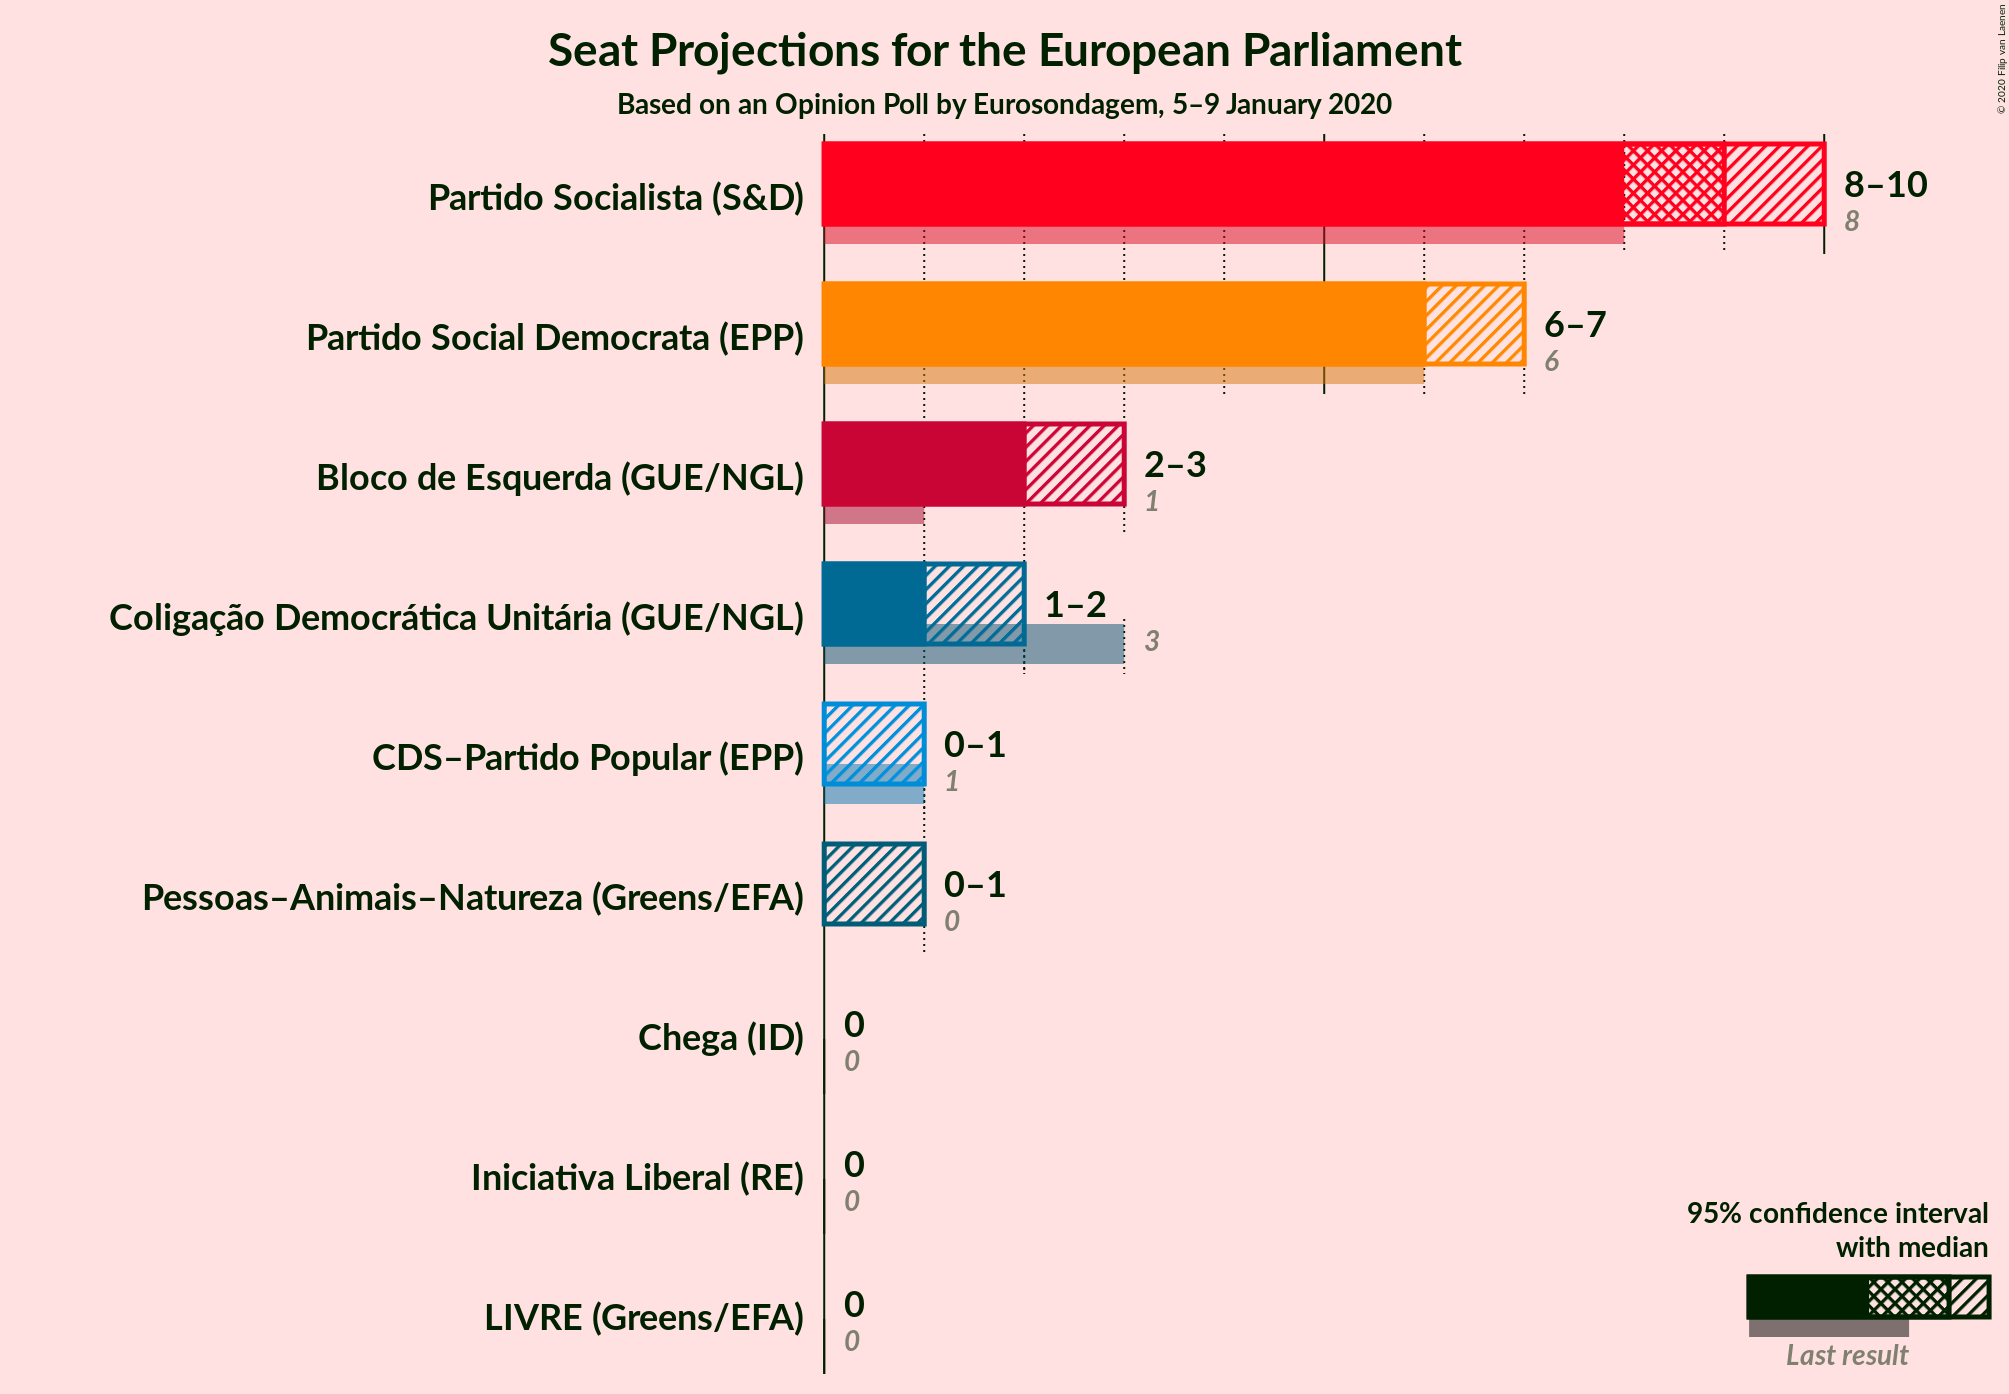 Seat Projections for the European Parliament
Based on an Opinion Poll by Eurosondagem, 5–9 January 2020
© 2020 Filip van Laenen
Partido Socialista (S&D)
8–10
8
Partido Social Democrata (EPP)
6–7
6
Bloco de Esquerda (GUE/NGL)
2–3
1
Coligação Democrática Unitária (GUE/NGL)
1–2
3
CDS–Partido Popular (EPP)
0–1
1
Pessoas–Animais–Natureza (Greens/EFA)
0–1
0
Chega (ID)
0
0
Iniciativa Liberal (RE)
0
0
LIVRE (Greens/EFA)
0
0
95% confidence interval
with median
Last result